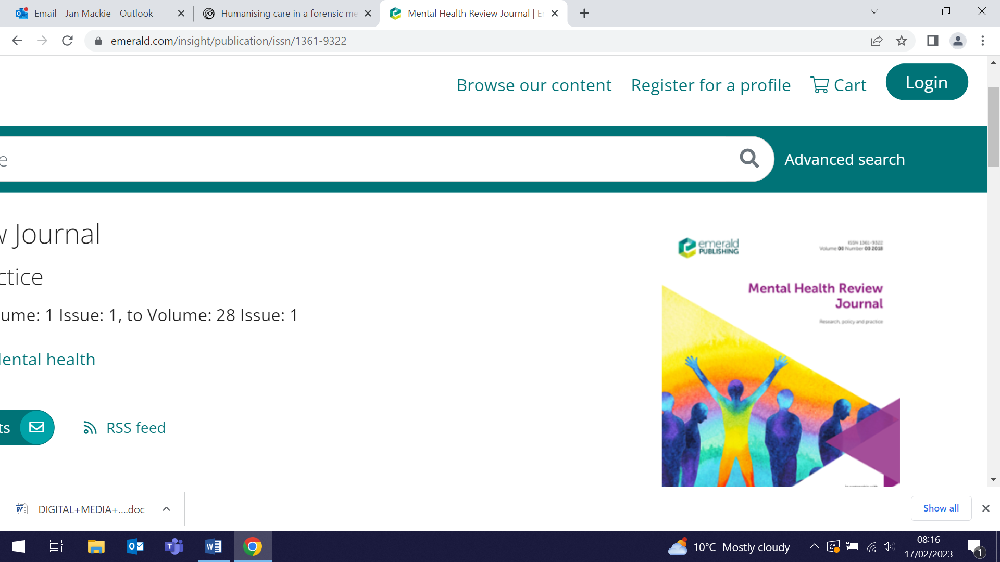 Email - Jan Mackie - Outlook
Humanising care in a forensic me
Mental Health Review Journal | Er
emerald.com/insight/publication/issn/1361-9322
Browse our content
Register for a profile
Cart
Login
e
Advanced search
w Journal
ctice
ume: 1 Issue: 1, to Volume: 28 Issue: 1
Mental health
ts
RSS feed
emerald
PUBLISHING
ISSN 1361-9322
Volume 00 Number 00 2018
Mental Health Review
Journal
Research, policy and practice
DIGITAL+MEDIA+....doc
Show all
10°C Mostly cloudy
08:16
17/02/2023
1